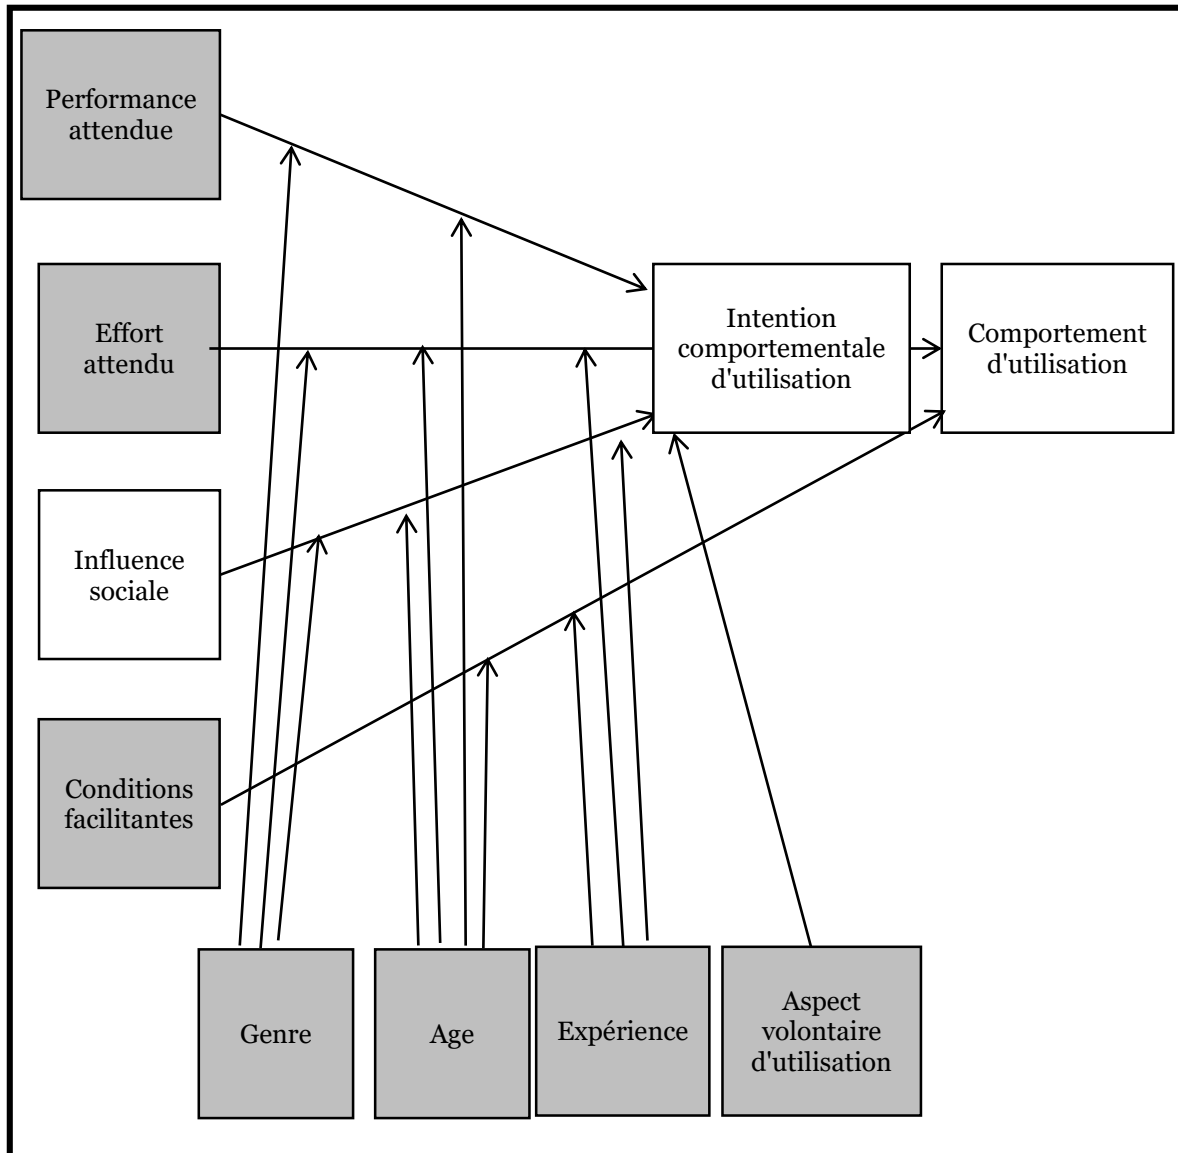 Performance
attendue
Effort
attendu
Intention
comportementale
d'utilisation
Comportement
d'utilisation
Influence
sociale
Conditions
facilitantes
Genre
Age
Expérience
Aspect
volontaire
d'utilisation